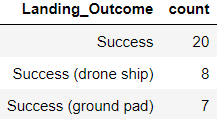 Landing_Outcome count
Success 20
Success (drone ship) 8
Success (ground pad) 7